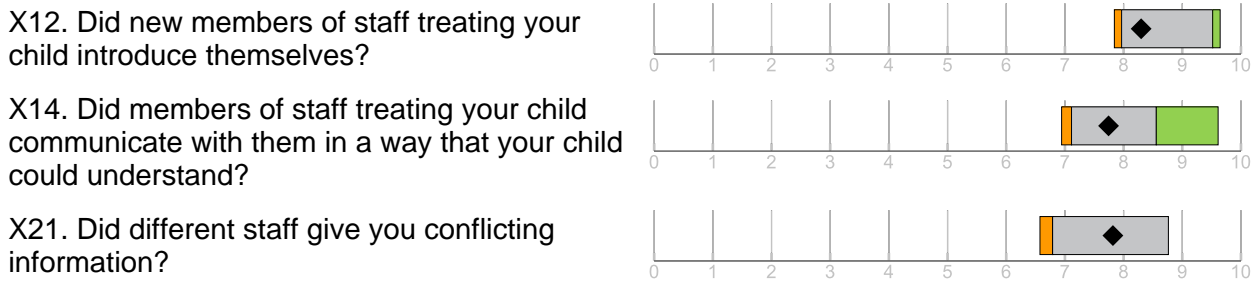 X12. Did new members of staff treating your
child introduce themselves?
0 1 2 3 4 5 6 7 8 9 10
X14. Did members of staff treating your child
communicate with them in a way that your child
could understand?
0 1 2 3 4 5 6 7 8 9 10
X21. Did different staff give you conflicting
information?
0 1 2 3 4 5 6 7 8 9 10